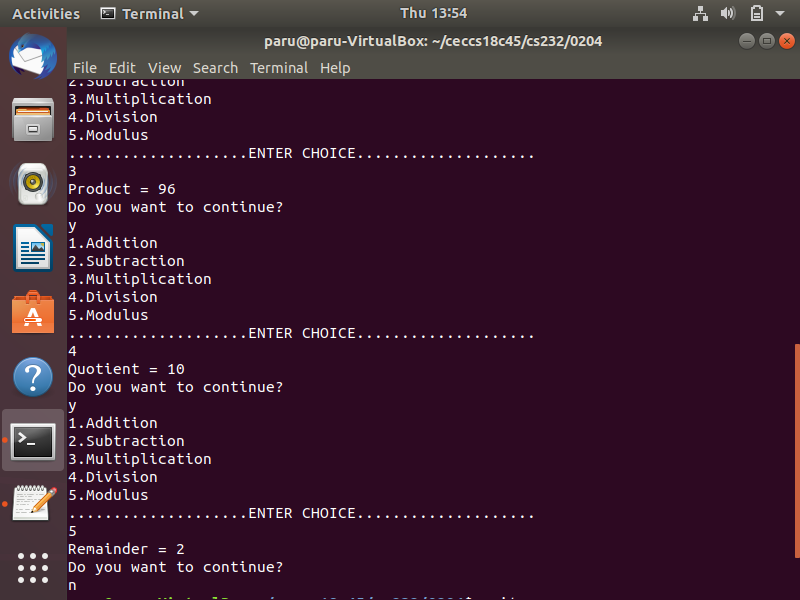 Activities Terminal Thu 13:54
paru@paru-VirtualBox: ~/ceccs18c45/cs232/0204
File Edit View Search Terminal Help
2.Subtraction
3.Multiplication
4.Division
5.Modulus
....................ENTER CHOICE....................
3
Product = 96
Do you want to continue?
y
1.Addition
2.Subtraction
3.Multiplication
4.Division
5.Modulus
....................ENTER CHOICE....................
4
Quotient = 10
Do you want to continue?
y
1.Addition
2.Subtraction
3.Multiplication
4.Division
5.Modulus
....................ENTER CHOICE....................
5
Remainder = 2
Do you want to continue?
n